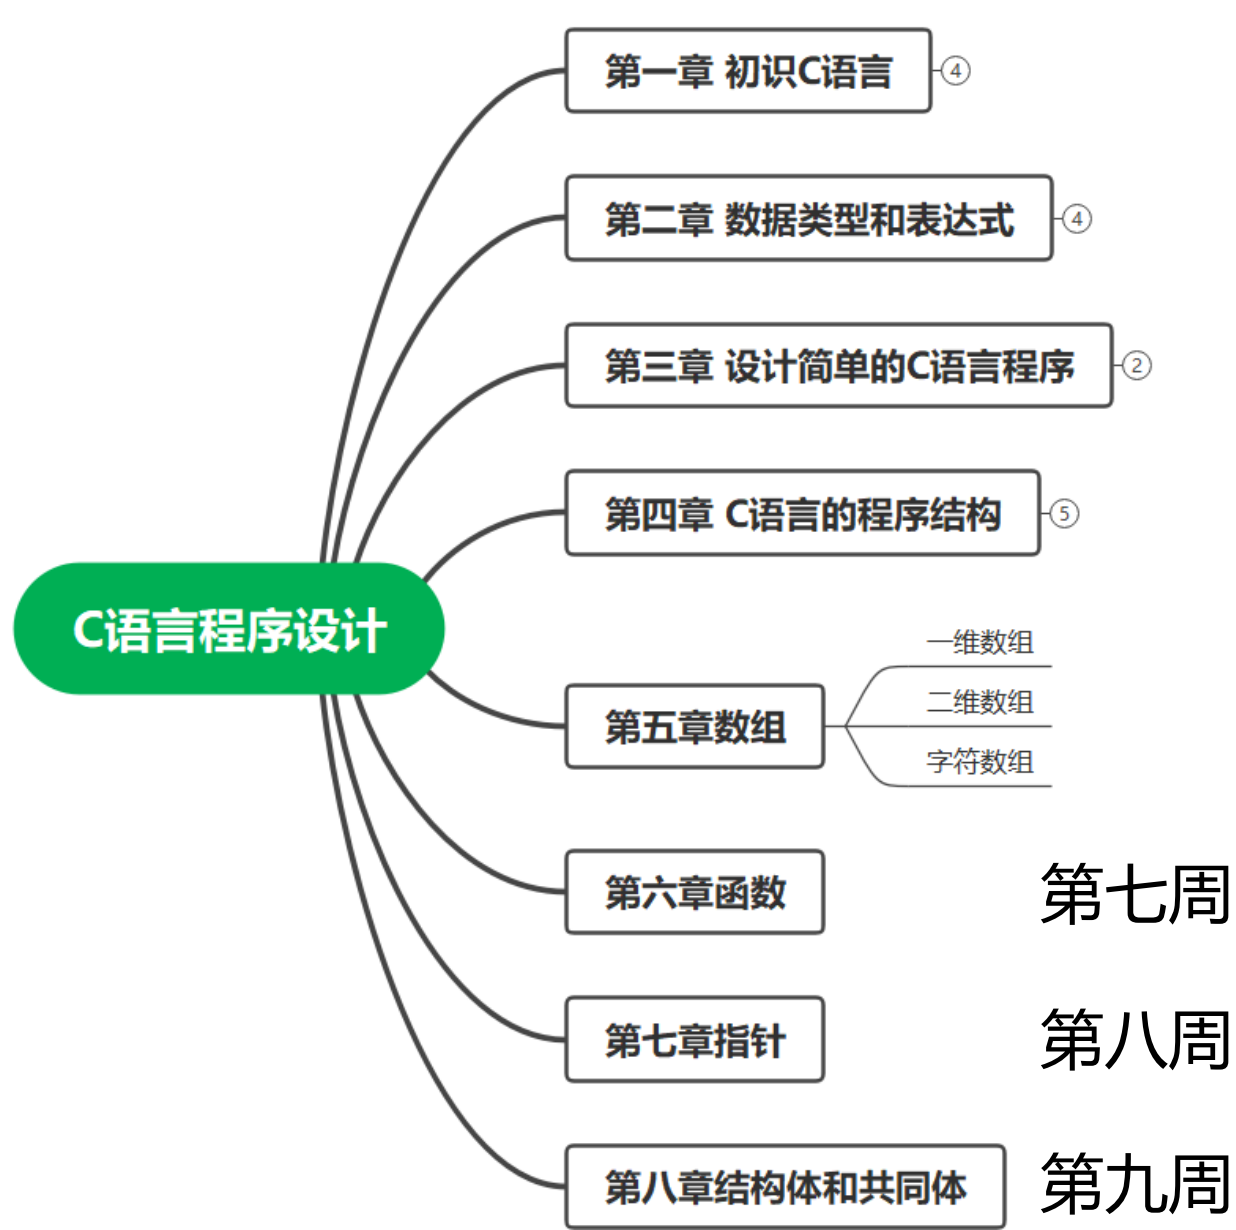 第一章 初识C语言
4
第二章 数据类型和表达式
4
第三章 设计简单的C语言程序
2
第四章 C语言的程序结构
5
C语言程序设计
一维数组
二维数组
字符数组
第五章数组
第六章函数
第七周
第七章指针
第八周
第八章结构体和共同体
第九周